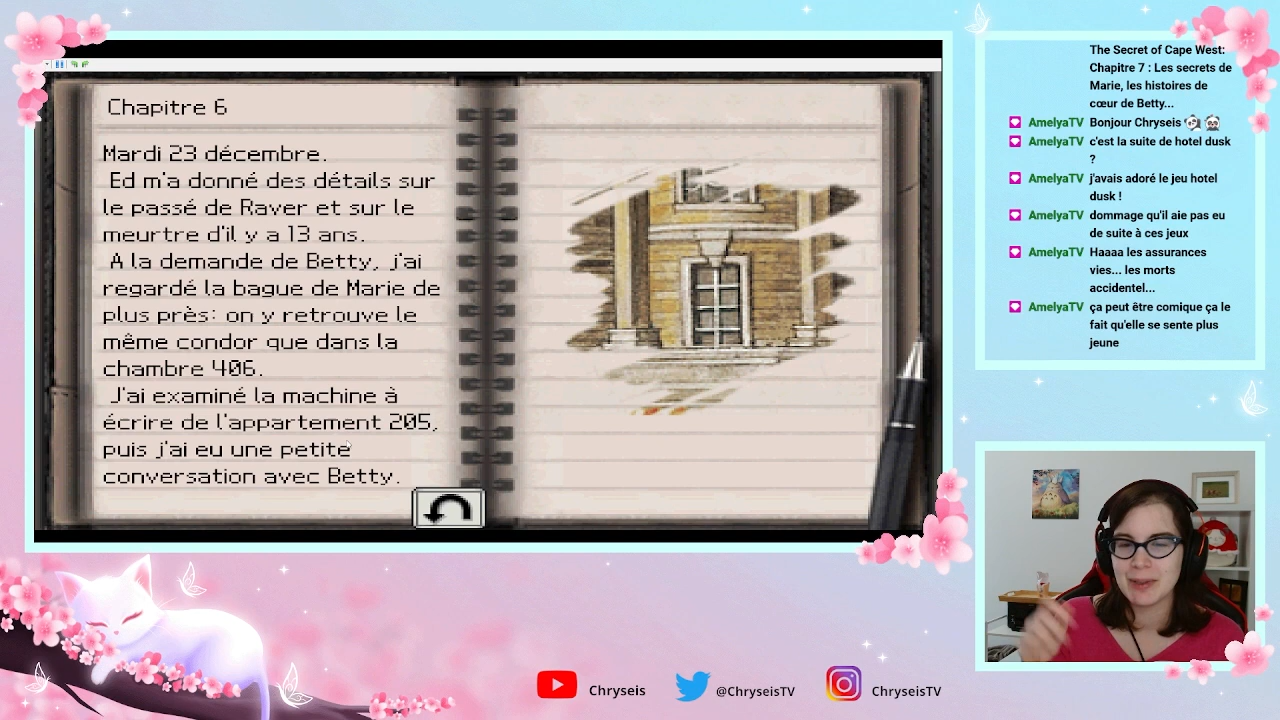 Chapitre 6
Mardi 23 décembre.
Ed m'a donné des détails sur
le passé de Raver et sur le
meurtre d'il y a 13 ans.
A la demande de Betty, j'ai
regardé la bague de Marie de
plus près: on y retrouve le
même condor que dans la
chambre 406.
J'ai examiné la machine à
écrire de l'appartement 205,
puis j'ai eu une petite
conversation avec Betty.
The Secret of Cape West:
Chapitre 7 : Les secrets de
Marie, les histoires de
cœur de Betty...
AmelyaTV Bonjour Chryseis
AmelyaTV c'est la suite de hotel dusk
?
AmelyaTV j'avais adoré le jeu hotel
dusk !
AmelyaTV dommage qu'il aie pas eu
de suite à ces jeux
AmelyaTV Haaaa les assurances
vies... les morts
accidentel...
AmelyaTV ça peut être comique ça le
fait qu'elle se sente plus
jeune
Chryseis
@ChryseisTV
ChryseisTV